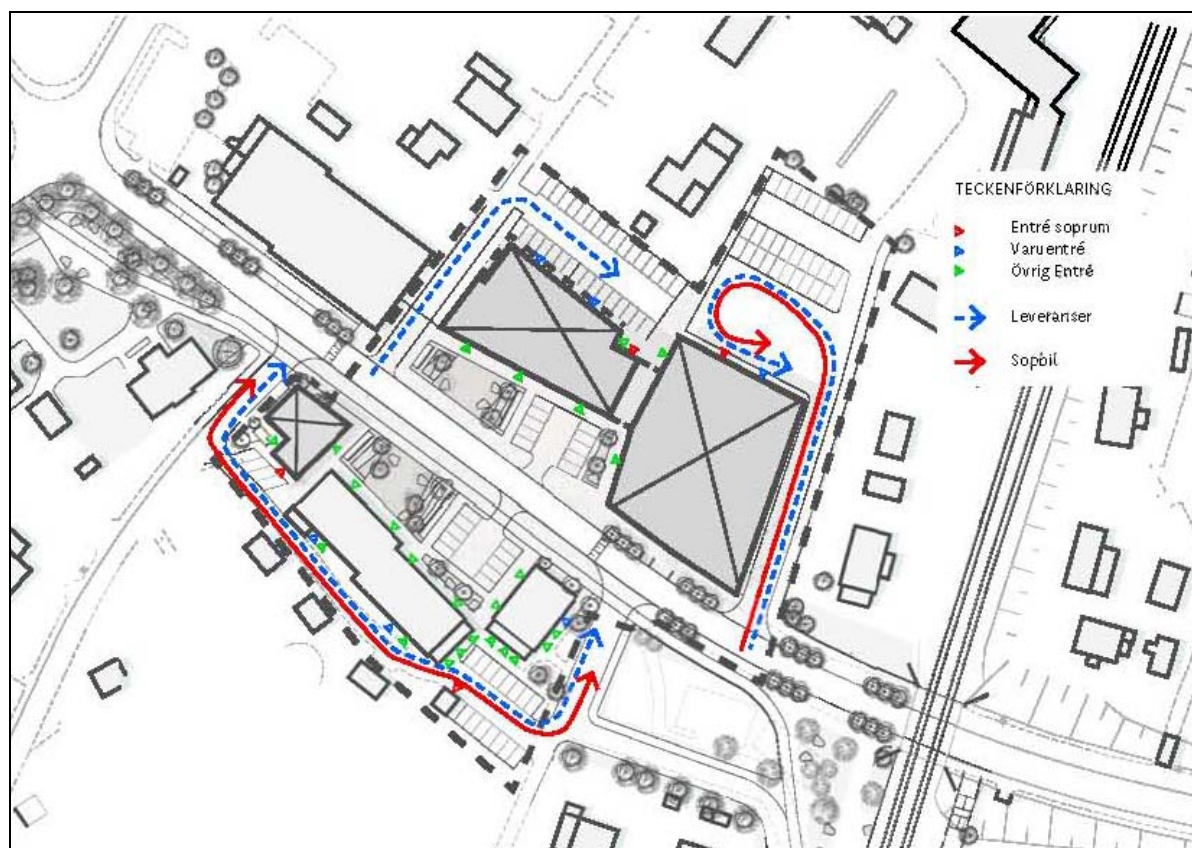 TECKENFÖRKLARING
Entré soprum
Varuentré
Övrig Entré
Leveranser
Sopbil